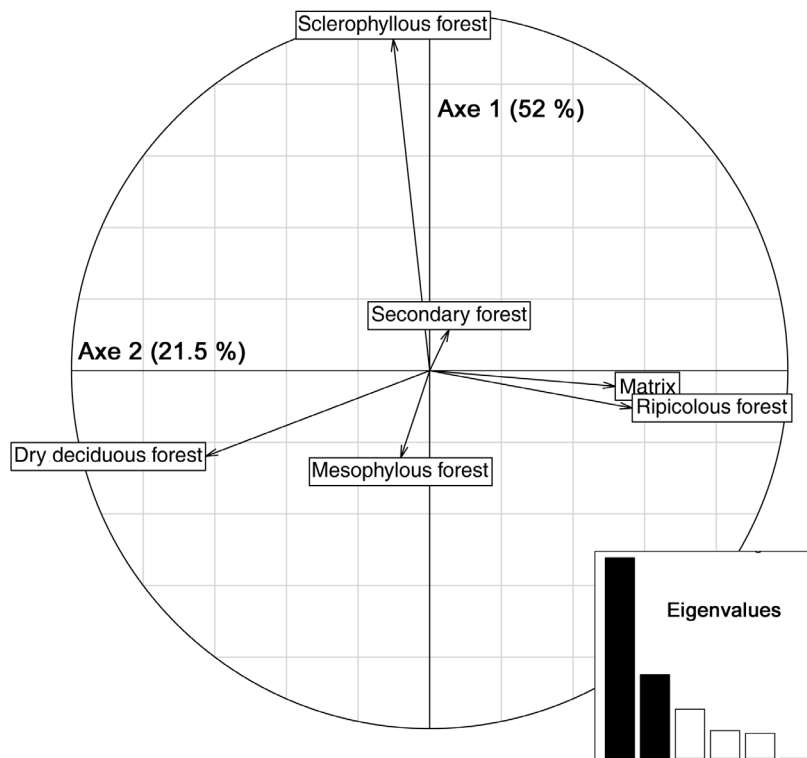 Sclerophyllous forest
Axe 1 (52 %)
Secondary forest
Axe 2 (21.5 %)
Matrix
Ripicolous forest
Dry deciduous forest
Mesophylous forest
Eigenvalues